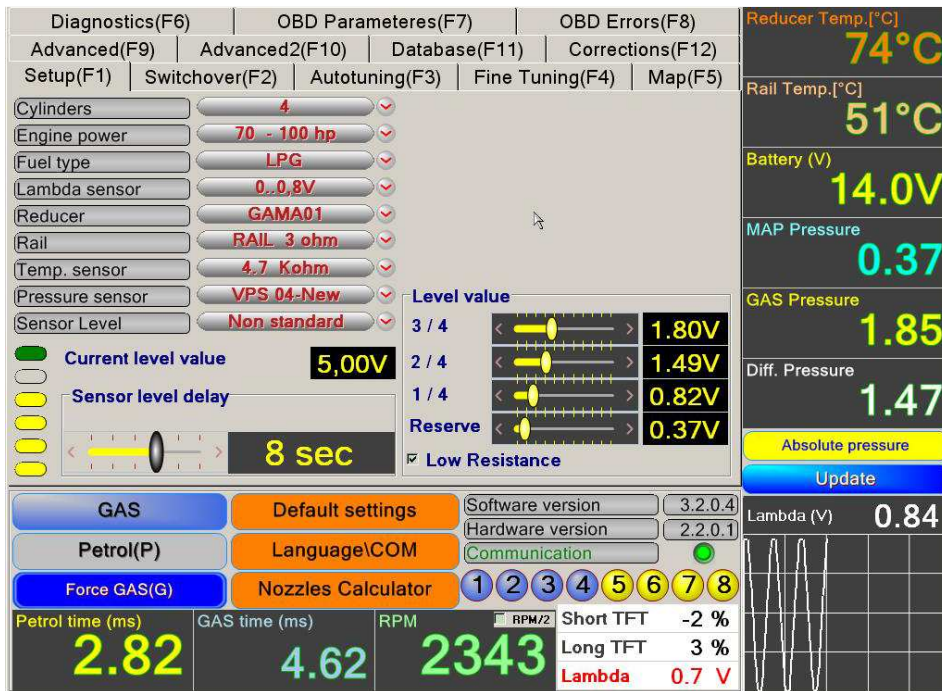 Diagnostics(F6) OBD Parameteres(F7) OBD Errors(F8)
Advanced(F9) Advanced2(F10) Database(F11) Corrections(F12)
Setup(F1) Switchover(F2) Autotuning(F3) Fine Tuning(F4) Map(F5)
Cylinders 4
Engine power 70 - 100 hp
Fuel type LPG
Lambda sensor 0..0,8V
Reducer GAMA01
Rail RAIL 3 ohm
Temp. sensor 4.7 Kohm
Pressure sensor VPS 04-New
Sensor Level Non standard
Current level value 5,00V
Sensor level delay
8 sec
Level value
3 / 4 1.80V
2 / 4 1.49V
1 / 4 0.82V
Reserve 0.37V
Low Resistance
GAS
Petrol(P)
Force GAS(G)
Default settings
Language\COM
Nozzles Calculator
Software version 3.2.0.4
Hardware version 2.2.0.1
Communication
1 2 3 4 5 6 7 8
Petrol time (ms)
2.82
GAS time (ms)
4.62
RPM RPM/2
2343
Short TFT -2 %
Long TFT 3 %
Lambda 0.7 V
Reducer Temp.[°C]
74°C
Rail Temp.[°C]
51°C
Battery (V)
14.0V
MAP Pressure
0.37
GAS Pressure
1.85
Diff. Pressure
1.47
Absolute pressure
Update
Lambda (V) 0.84